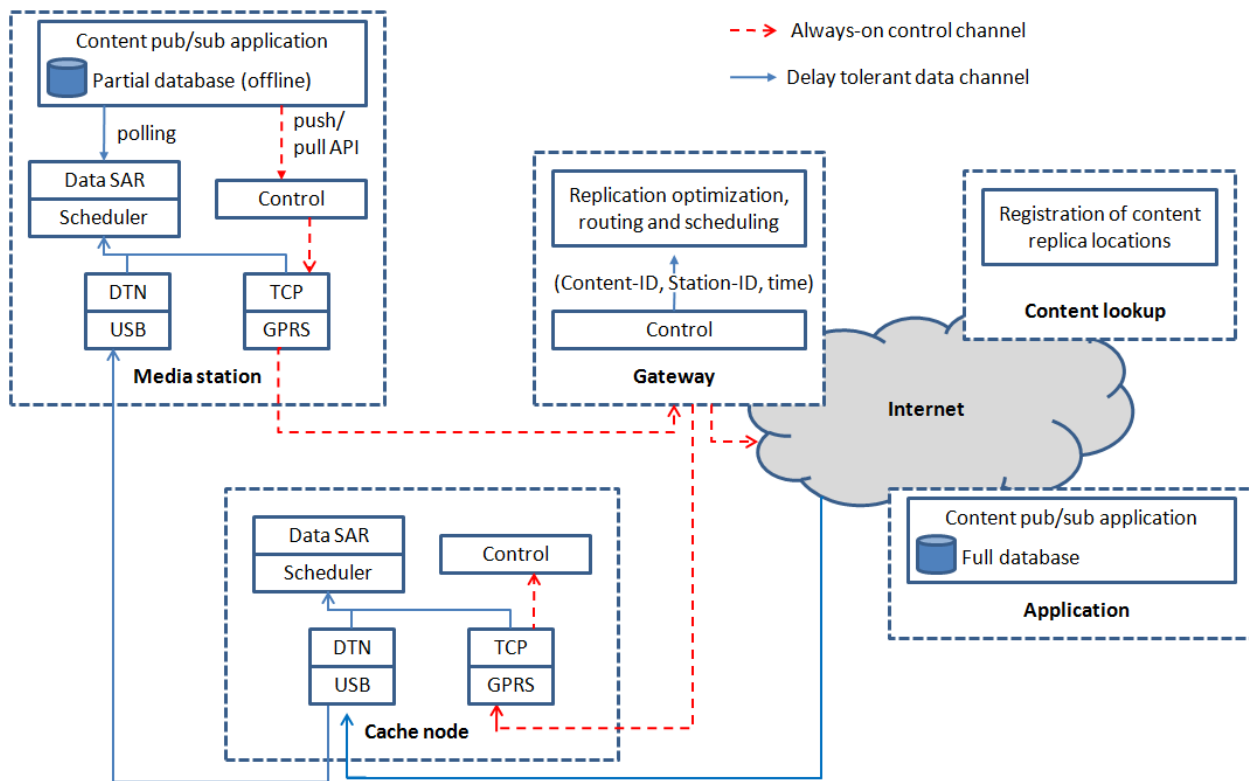 Content pub/sub application
Partial database (offline)
polling
push/
pull API
Data SAR
Scheduler
Control
DTN
USB
TCP
GPRS
Media station
Always-on control channel
Delay tolerant data channel
Replication optimization,
routing and scheduling
(Content-ID, Station-ID, time)
Control
Gateway
Registration of content
replica locations
Content lookup
Internet
Content pub/sub application
Full database
Application
Data SAR
Scheduler
Control
DTN
USB
TCP
GPRS
Cache node